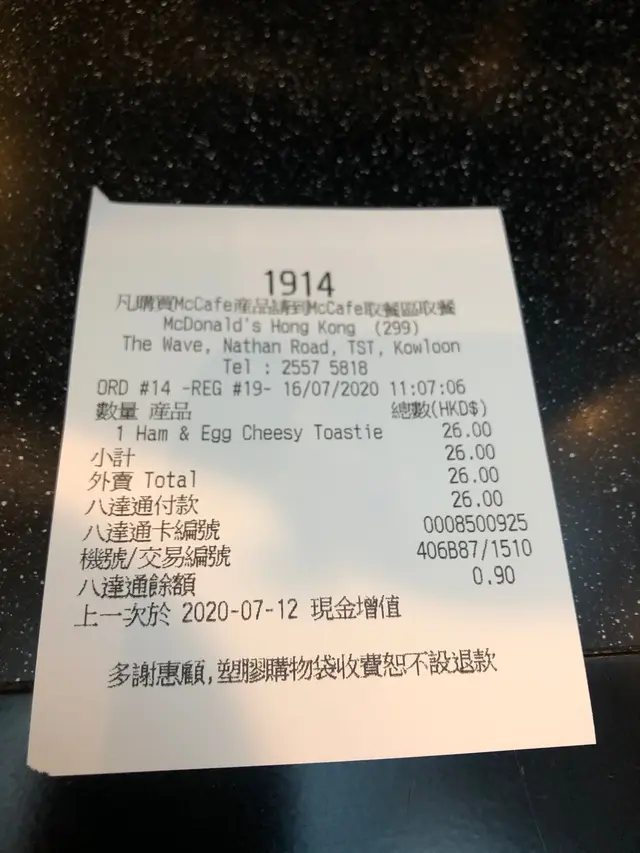 1914
凡購買McCafe產品請到McCafe取餐區取餐
McDonald's Hong Kong (299)
The Wave, Nathan Road, TST, Kowloon
Tel : 2557 5818
ORD #14 -REG #19- 16/07/2020 11:07:06
數量 產品 總數(HKD$)
1 Ham & Egg Cheesy Toastie 26.00
小計 26.00
外賣 Total 26.00
八達通付款 26.00
八達通卡編號 0008500925
機號/交易編號 406B87/1510
八達通餘額 0.90
上一次於 2020-07-12 現金增值
多謝惠顧,塑膠購物袋收費恕不設退款